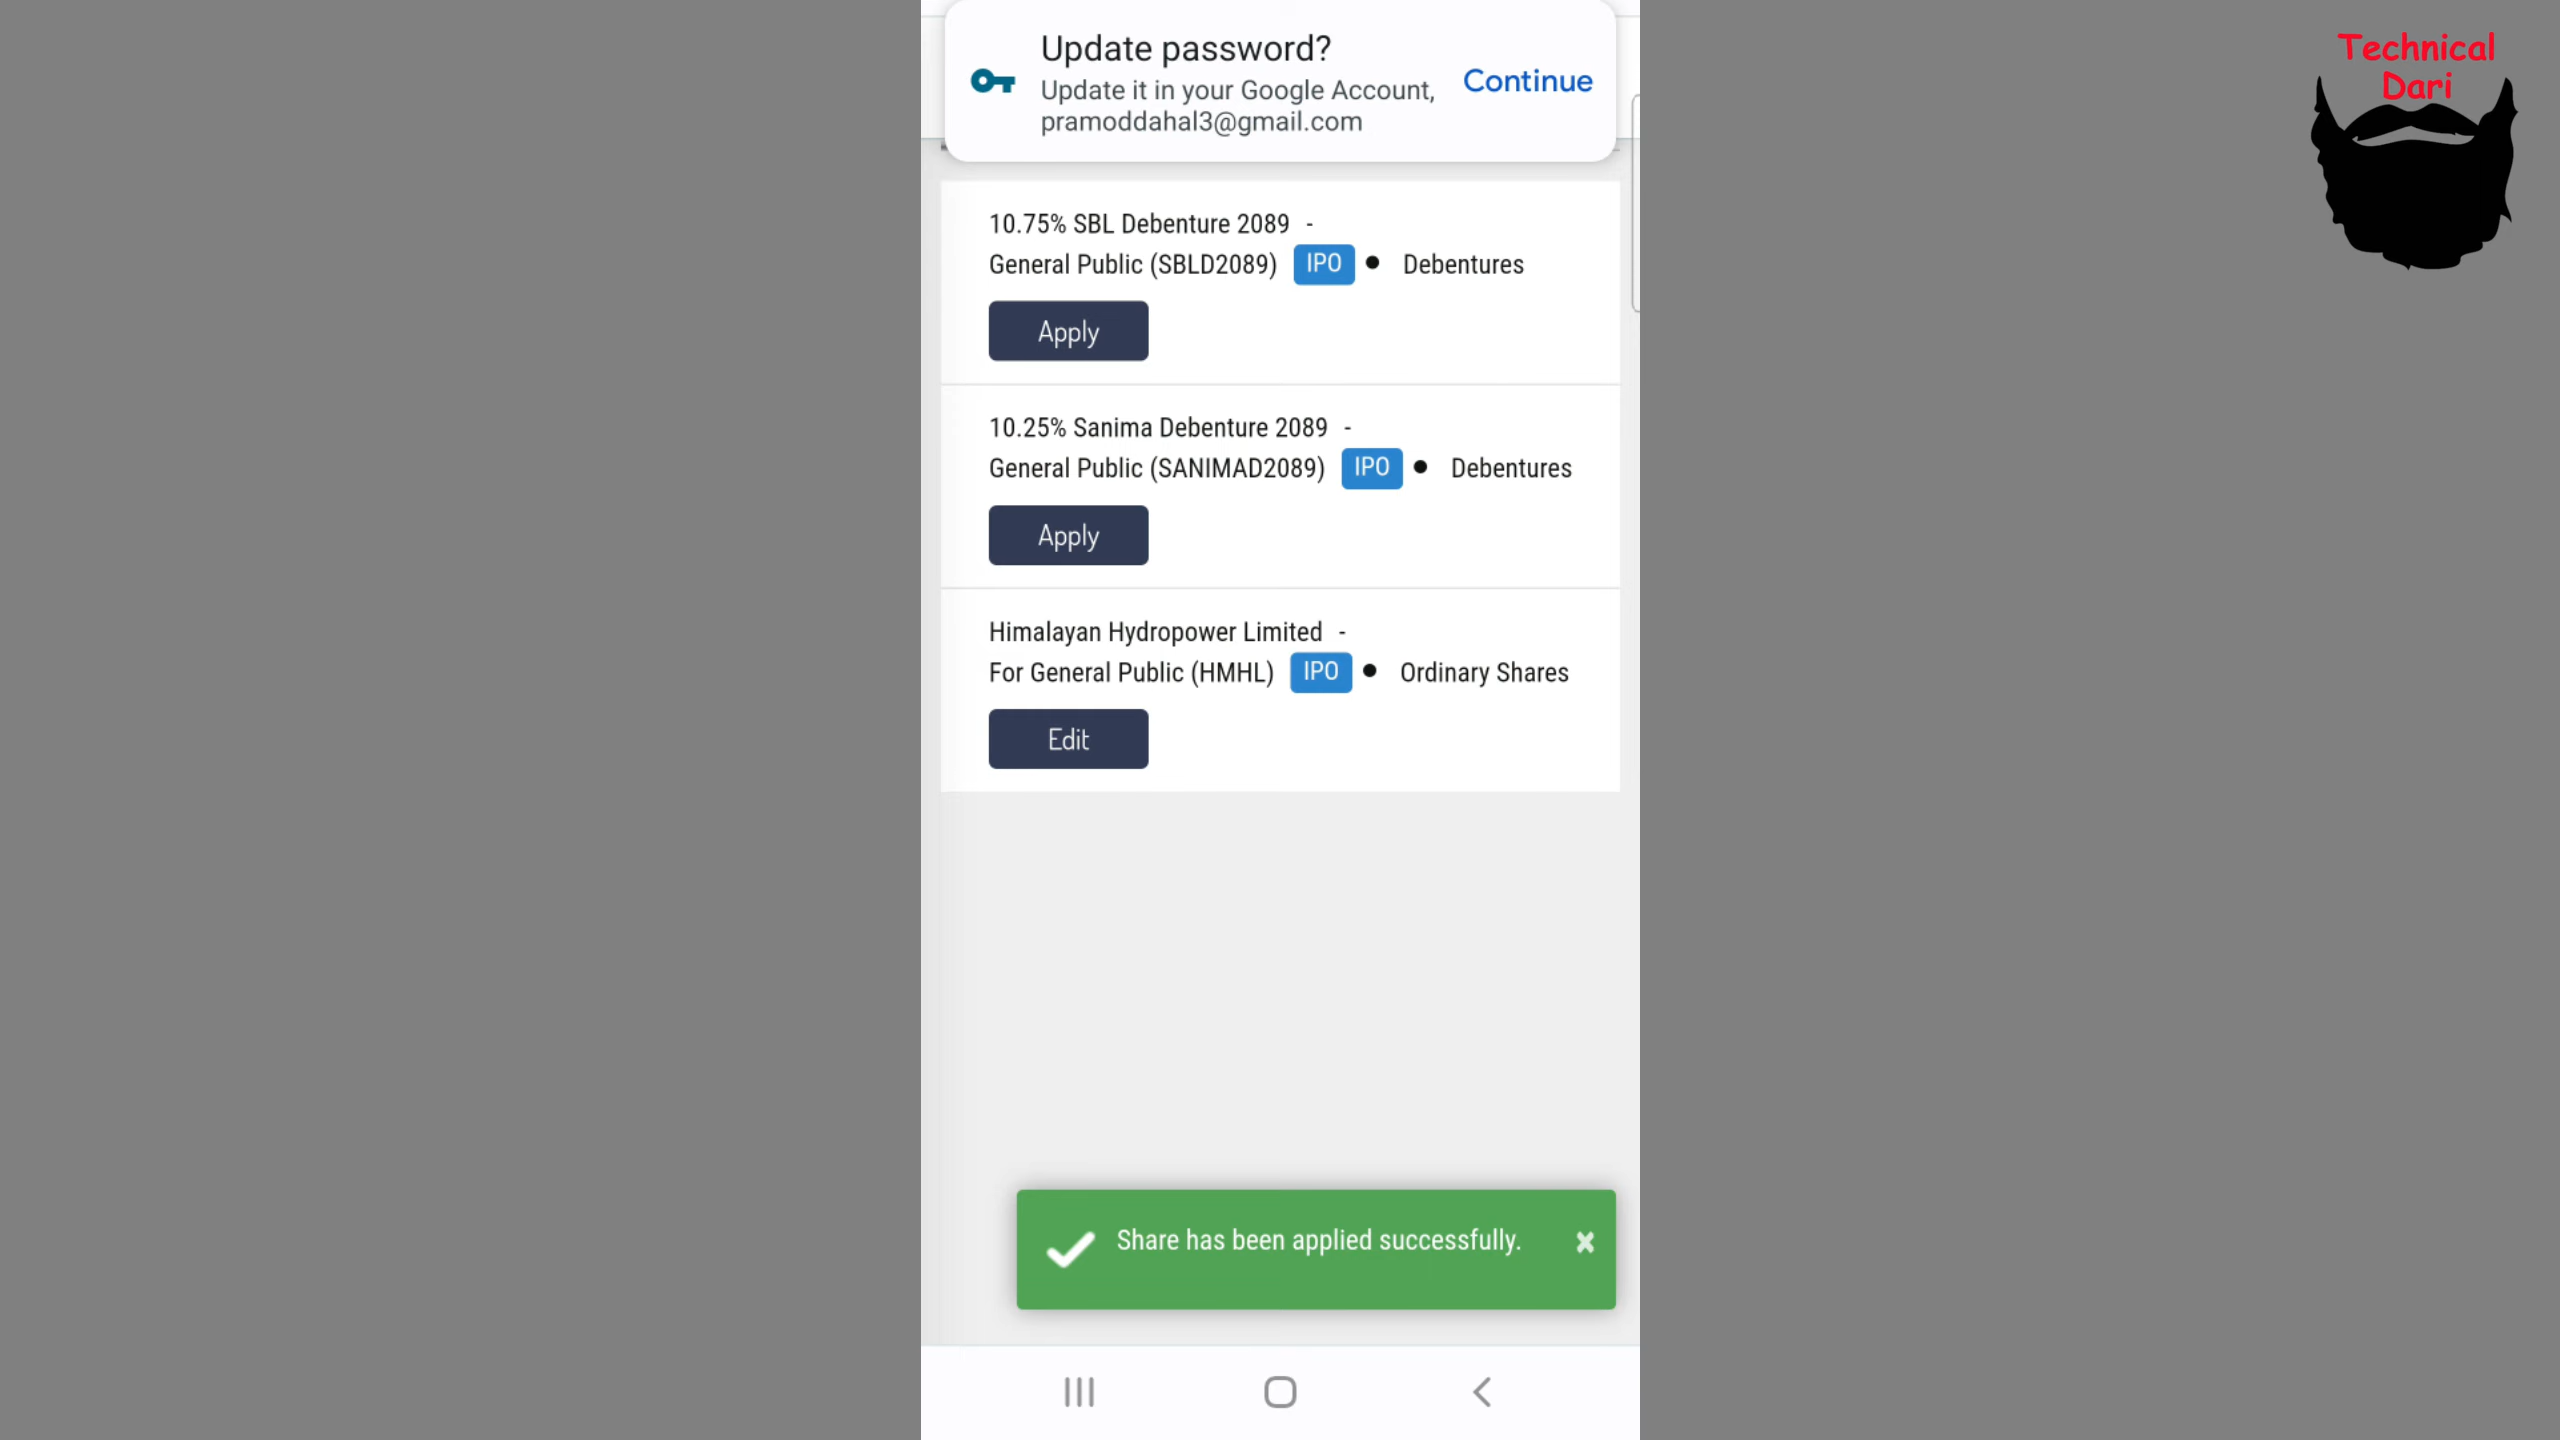 Update password?
Update it in your Google Account,
pramoddahal3@gmail.com
Continue
Technical
Dari
10.75% SBL Debenture 2089 -
General Public (SBLD2089) IPO ● Debentures
Apply
10.25% Sanima Debenture 2089 -
General Public (SANIMAD2089) IPO ● Debentures
Apply
Himalayan Hydropower Limited -
For General Public (HMHL) IPO ● Ordinary Shares
Edit
Share has been applied successfully.